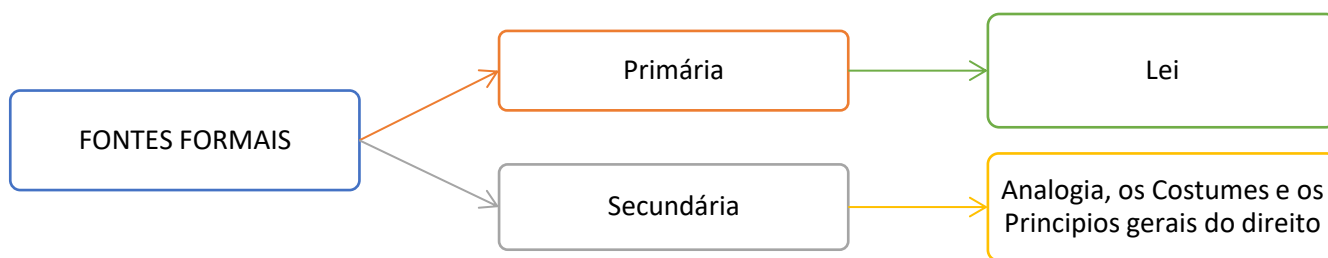 FONTES FORMAIS
Primária
Lei
Secundária
Analogia, os Costumes e os
Principios gerais do direito